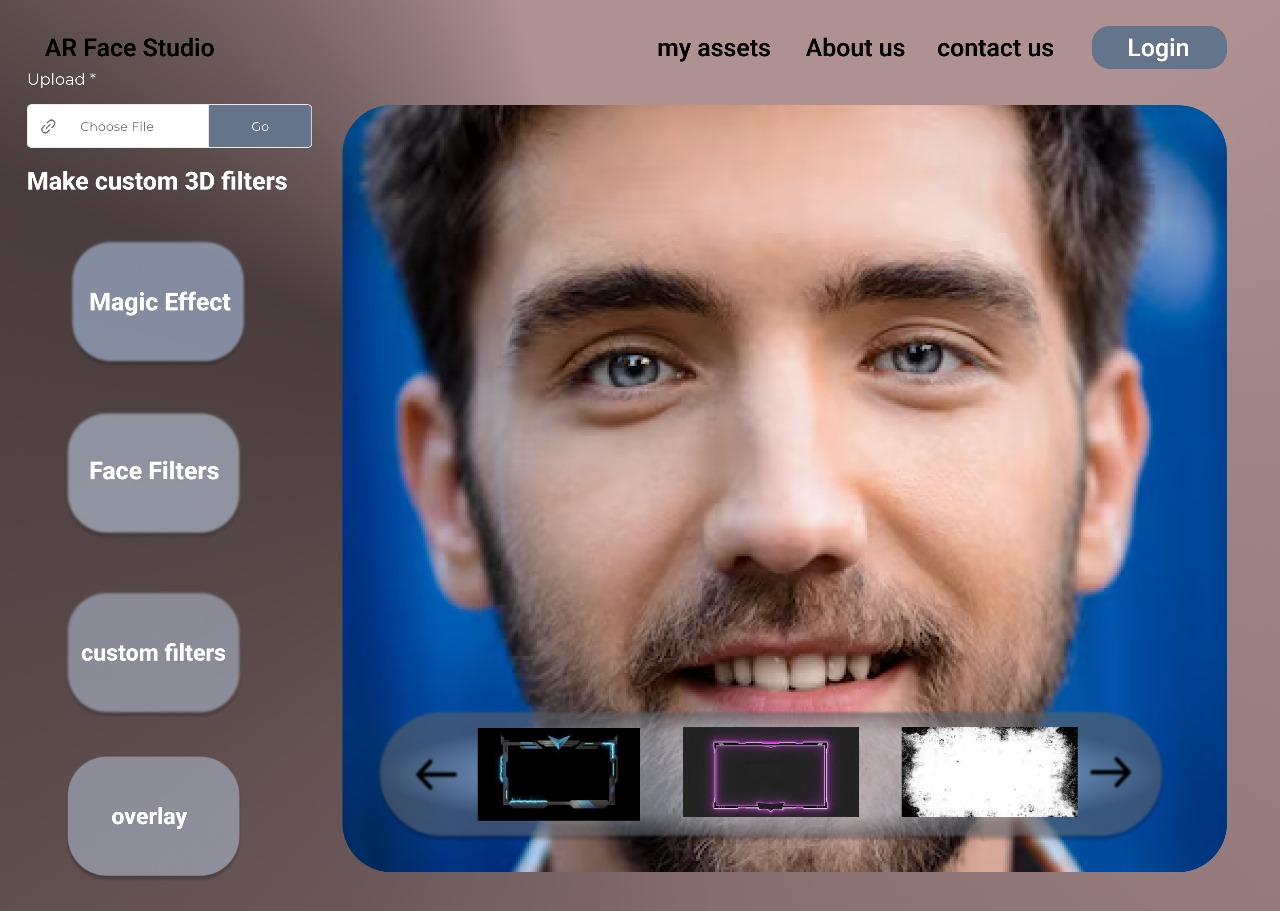 AR Face Studio
my assets
About us
contact us
Login
Upload *
Choose File
Go
Make custom 3D filters
Magic Effect
Face Filters
custom filters
overlay